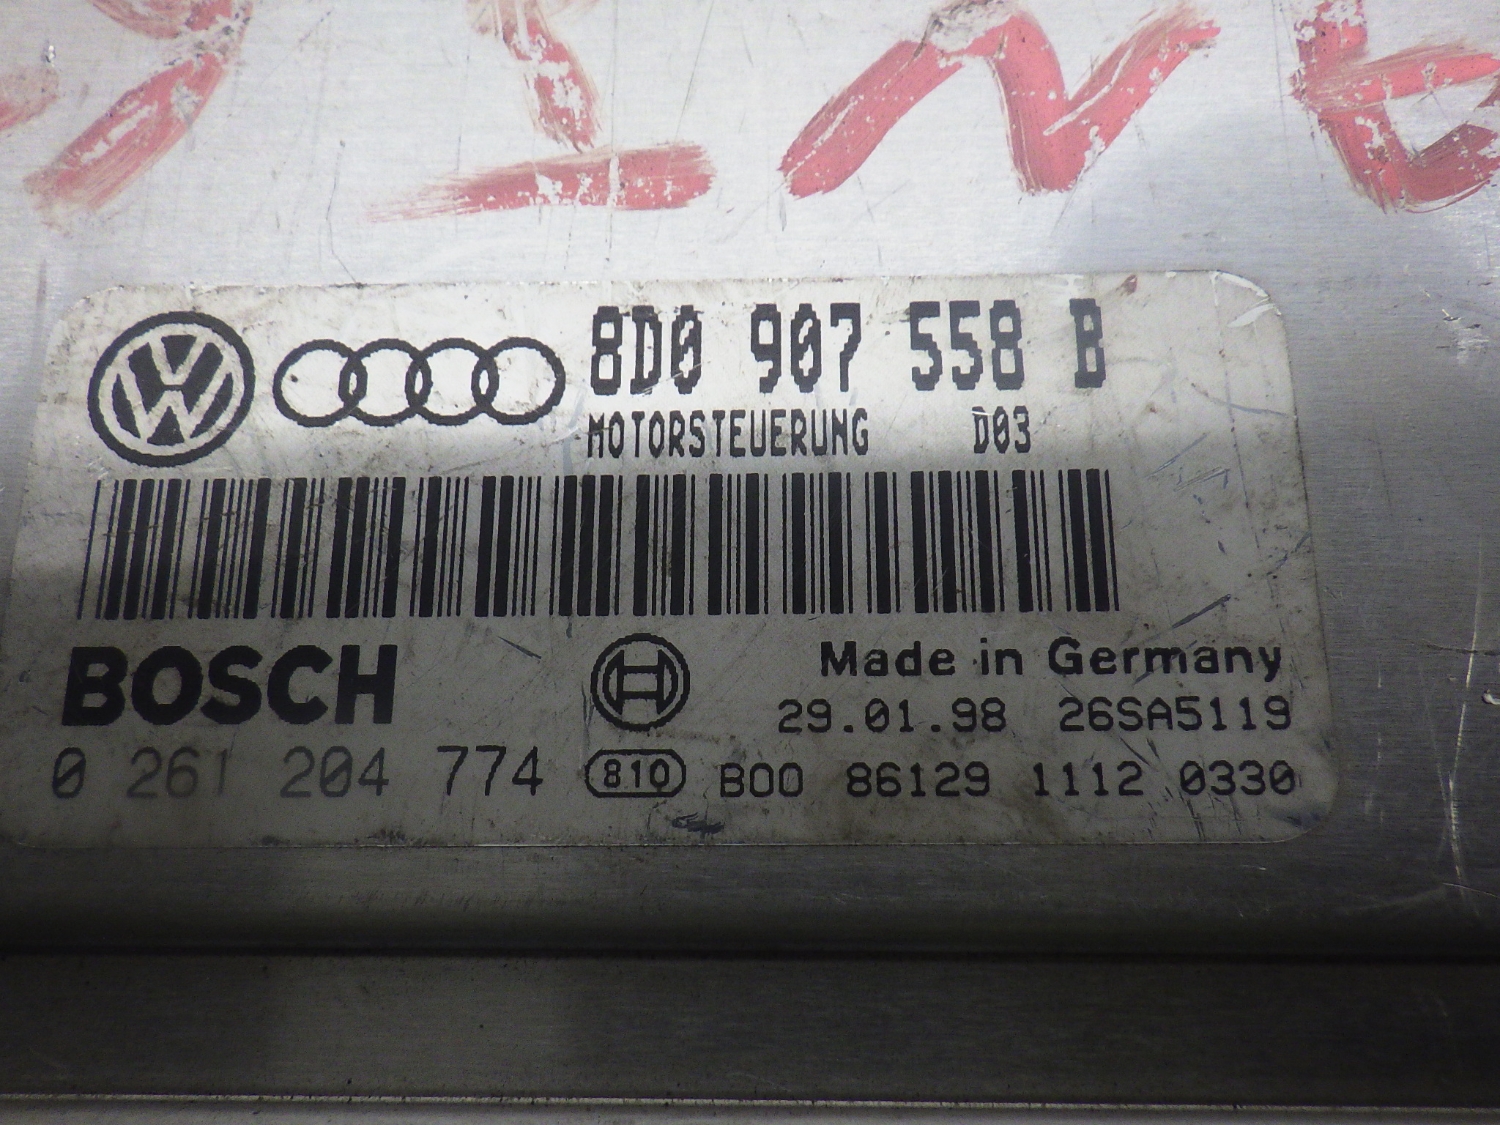 8D0 907 558 B
MOTORSTEUERUNG D03
BOSCH
Made in Germany
29.01.98 26SA5119
0 261 204 774 810 B00 86129 1112 0330